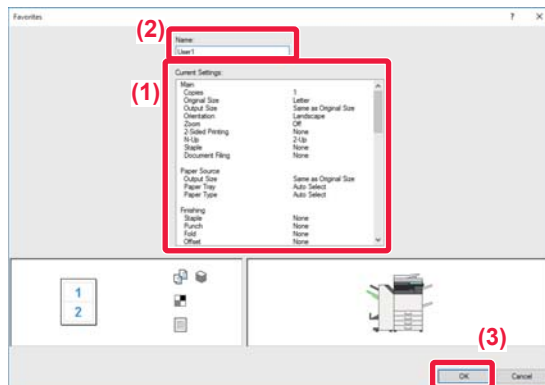 Favorites ? X
(2)
Name:
User1
(1)
Current Settings:
Main
Copies 1
Original Size Letter
Output Size Same as Original Size
Orientation Landscape
Zoom Off
2-Sided Printing None
N-Up 2-Up
Staple None
Document Filing None
Paper Source
Output Size Same as Original Size
Paper Tray Auto Select
Paper Type Auto Select
Finishing
Staple None
Punch None
Fold None
Offset None
1
2
(3)
OK Cancel